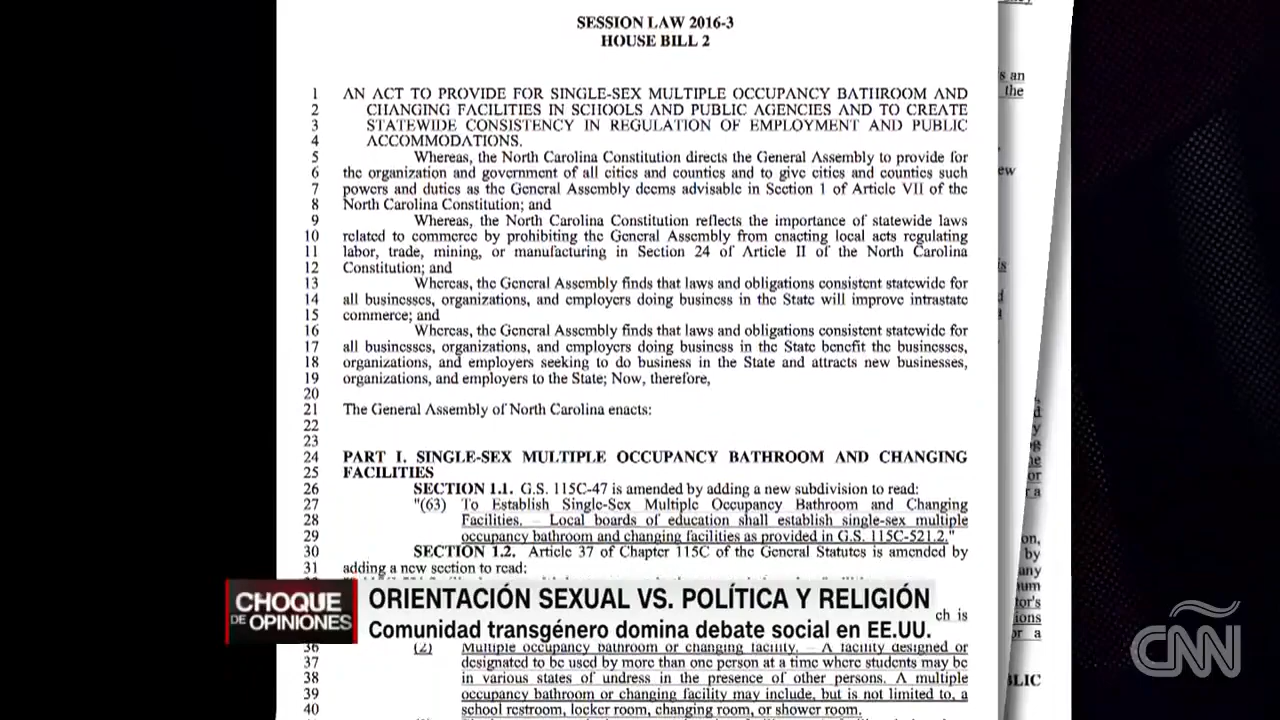 SESSION LAW 2016-3
HOUSE BILL 2
1 AN ACT TO PROVIDE FOR SINGLE-SEX MULTIPLE OCCUPANCY BATHROOM AND
2 CHANGING FACILITIES IN SCHOOLS AND PUBLIC AGENCIES AND TO CREATE
3 STATEWIDE CONSISTENCY IN REGULATION OF EMPLOYMENT AND PUBLIC
4 ACCOMMODATIONS.
5 Whereas, the North Carolina Constitution directs the General Assembly to provide for
6 the organization and government of all cities and counties and to give cities and counties such
7 powers and duties as the General Assembly deems advisable in Section 1 of Article VII of the
8 North Carolina Constitution; and
9 Whereas, the North Carolina Constitution reflects the importance of statewide laws
10 related to commerce by prohibiting the General Assembly from enacting local acts regulating
11 labor, trade, mining, or manufacturing in Section 24 of Article II of the North Carolina
12 Constitution; and
13 Whereas, the General Assembly finds that laws and obligations consistent statewide for
14 all businesses, organizations, and employers doing business in the State will improve intrastate
15 commerce; and
16 Whereas, the General Assembly finds that laws and obligations consistent statewide for
17 all businesses, organizations, and employers doing business in the State benefit the businesses,
18 organizations, and employers seeking to do business in the State and attracts new businesses,
19 organizations, and employers to the State; Now, therefore,
20
21 The General Assembly of North Carolina enacts:
22
23
24 PART I. SINGLE-SEX MULTIPLE OCCUPANCY BATHROOM AND CHANGING
25 FACILITIES
26 SECTION 1.1. G.S. 115C-47 is amended by adding a new subdivision to read:
27 "(63) To Establish Single-Sex Multiple Occupancy Bathroom and Changing
28 Facilities. – Local boards of education shall establish single-sex multiple
29 occupancy bathroom and changing facilities as provided in G.S. 115C-521.2."
30 SECTION 1.2. Article 37 of Chapter 115C of the General Statutes is amended by
31 adding a new section to read:
CHOQUE DE OPINIONES
ORIENTACIÓN SEXUAL VS. POLÍTICA Y RELIGIÓN
Comunidad transgénero domina debate social en EE.UU.
ch is
36 (2) Multiple occupancy bathroom or changing facility. – A facility designed or
37 designated to be used by more than one person at a time where students may be
38 in various states of undress in the presence of other persons. A multiple
39 occupancy bathroom or changing facility may include, but is not limited to, a
40 school restroom, locker room, changing room, or shower room.
CNN